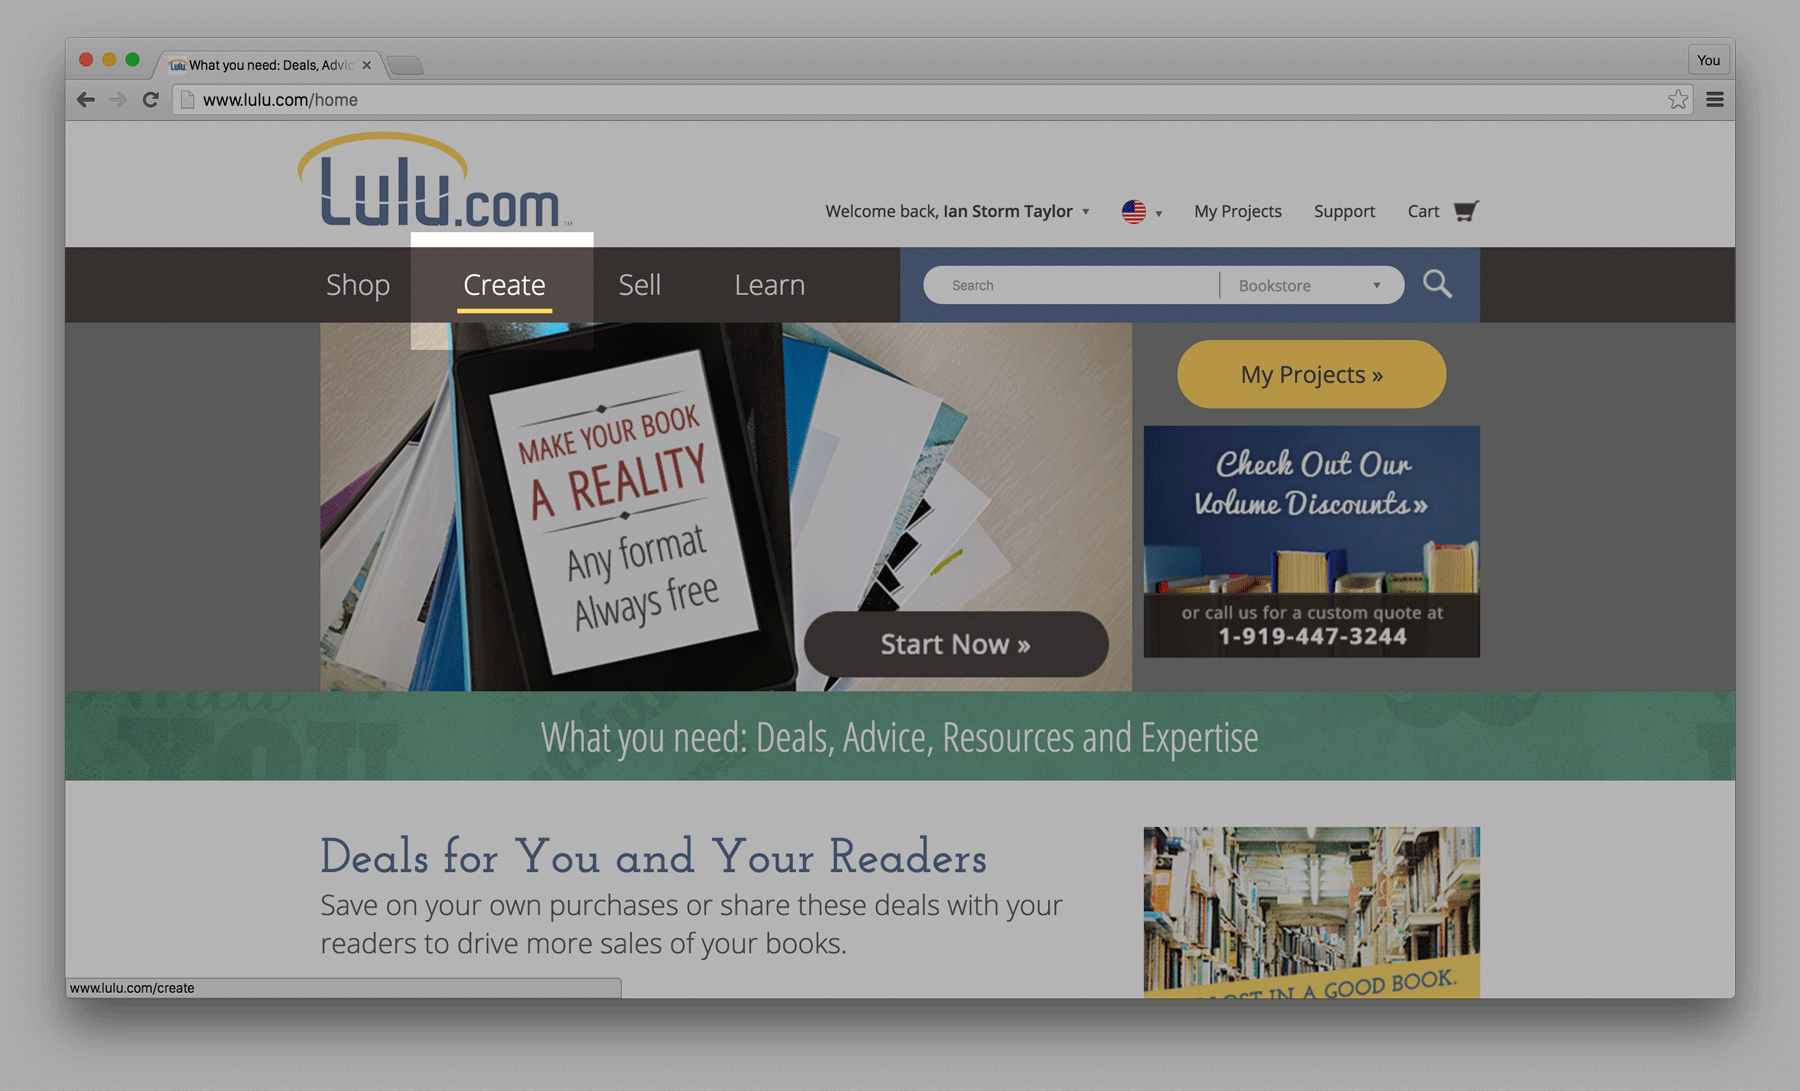 What you need: Deals, Advic
You
www.lulu.com/home
Lulu.com™
Welcome back, Ian Storm Taylor
My Projects
Support
Cart
Shop
Create
Sell
Learn
Search
Bookstore
MAKE YOUR BOOK
A REALITY
Any format
Always free
Start Now »
My Projects »
Check Out Our
Volume Discounts»
or call us for a custom quote at
1-919-447-3244
What you need: Deals, Advice, Resources and Expertise
Deals for You and Your Readers
Save on your own purchases or share these deals with your
readers to drive more sales of your books.
IN A GOOD BOOK.
www.lulu.com/create